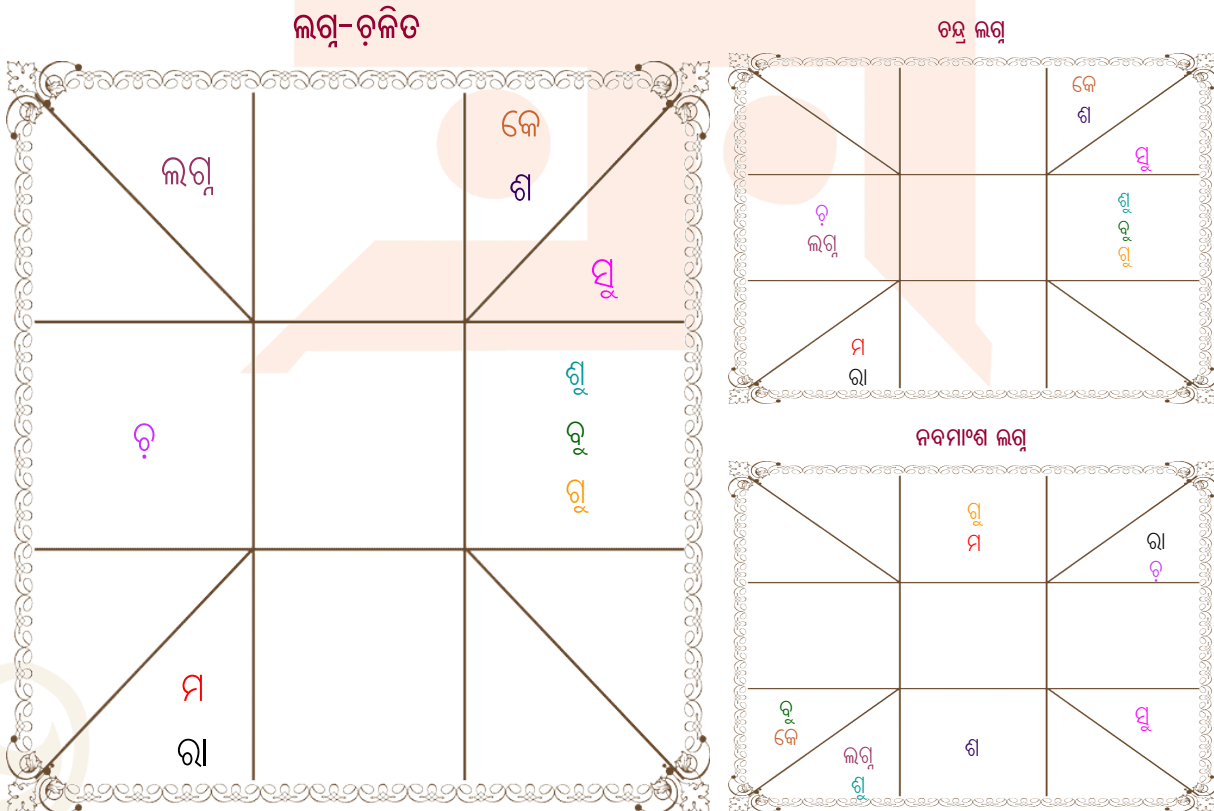 ଲଗ୍ନ-ଚ଼ଳିତ
ଲଗ୍ନ
କେ
ଶ
ସୁ
ଚ଼
ଶୁ
ବୁ
ଗୁ
ମ
ରା
ଚନ୍ଦ୍ର ଲଗ୍ନ
କେ
ଶ
ସୁ
ଚ଼
ଲଗ୍ନ
ଶୁ
ବୁ
ଗୁ
ମ
ରା
ନବମାଂଶ ଲଗ୍ନ
ଗୁ
ମ
ରା
ଚ଼
ବୁ
କେ
ଲଗ୍ନ
ଶୁ
ଶ
ସୁ